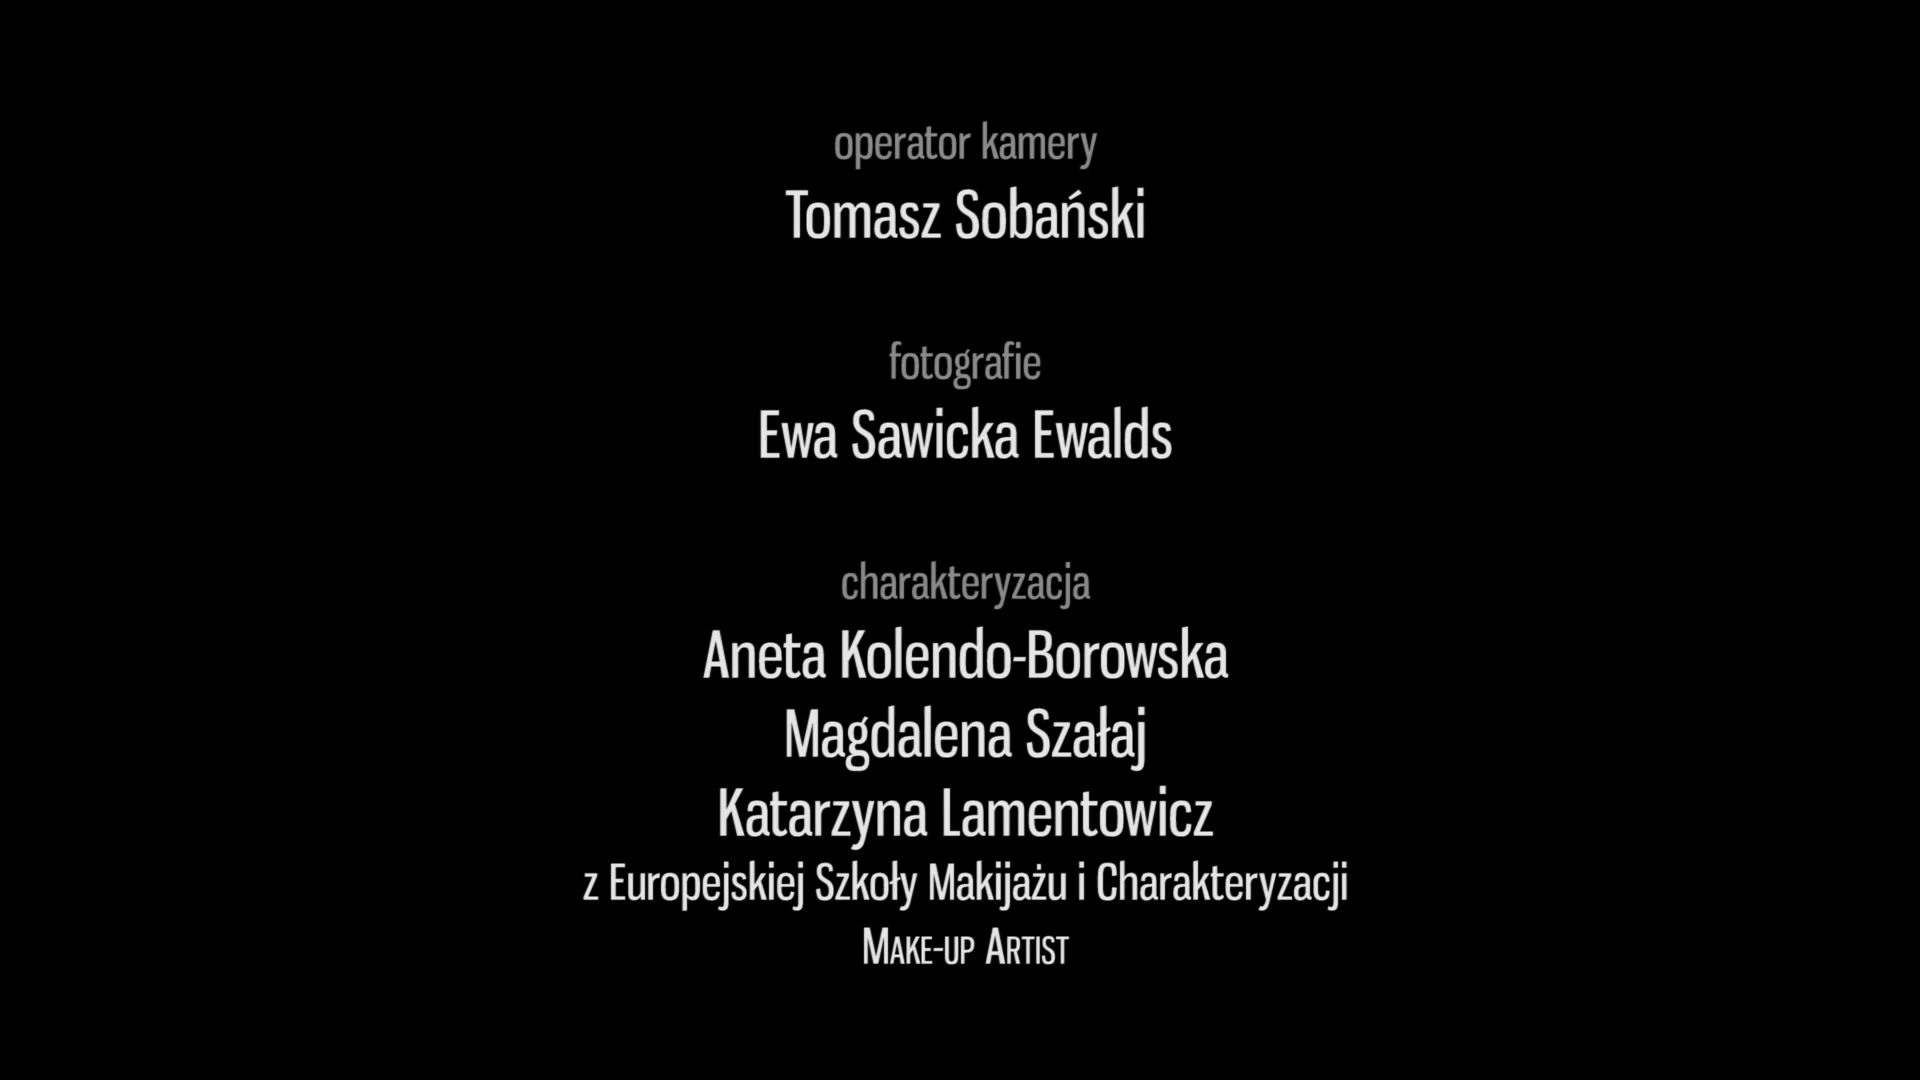 operator kamery
Tomasz Sobański
fotografie
Ewa Sawicka Ewalds
charakteryzacja
Aneta Kolendo-Borowska
Magdalena Szałaj
Katarzyna Lamentowicz
z Europejskiej Szkoły Makijażu i Charakteryzacji
MAKE-UP ARTIST